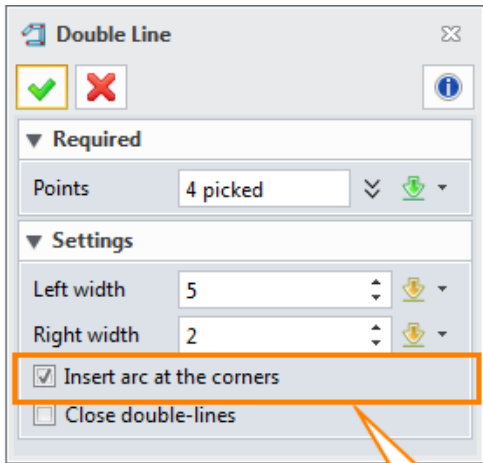 Double Line
Required
Points 4 picked
Settings
Left width 5
Right width 2
Insert arc at the corners
Close double-lines